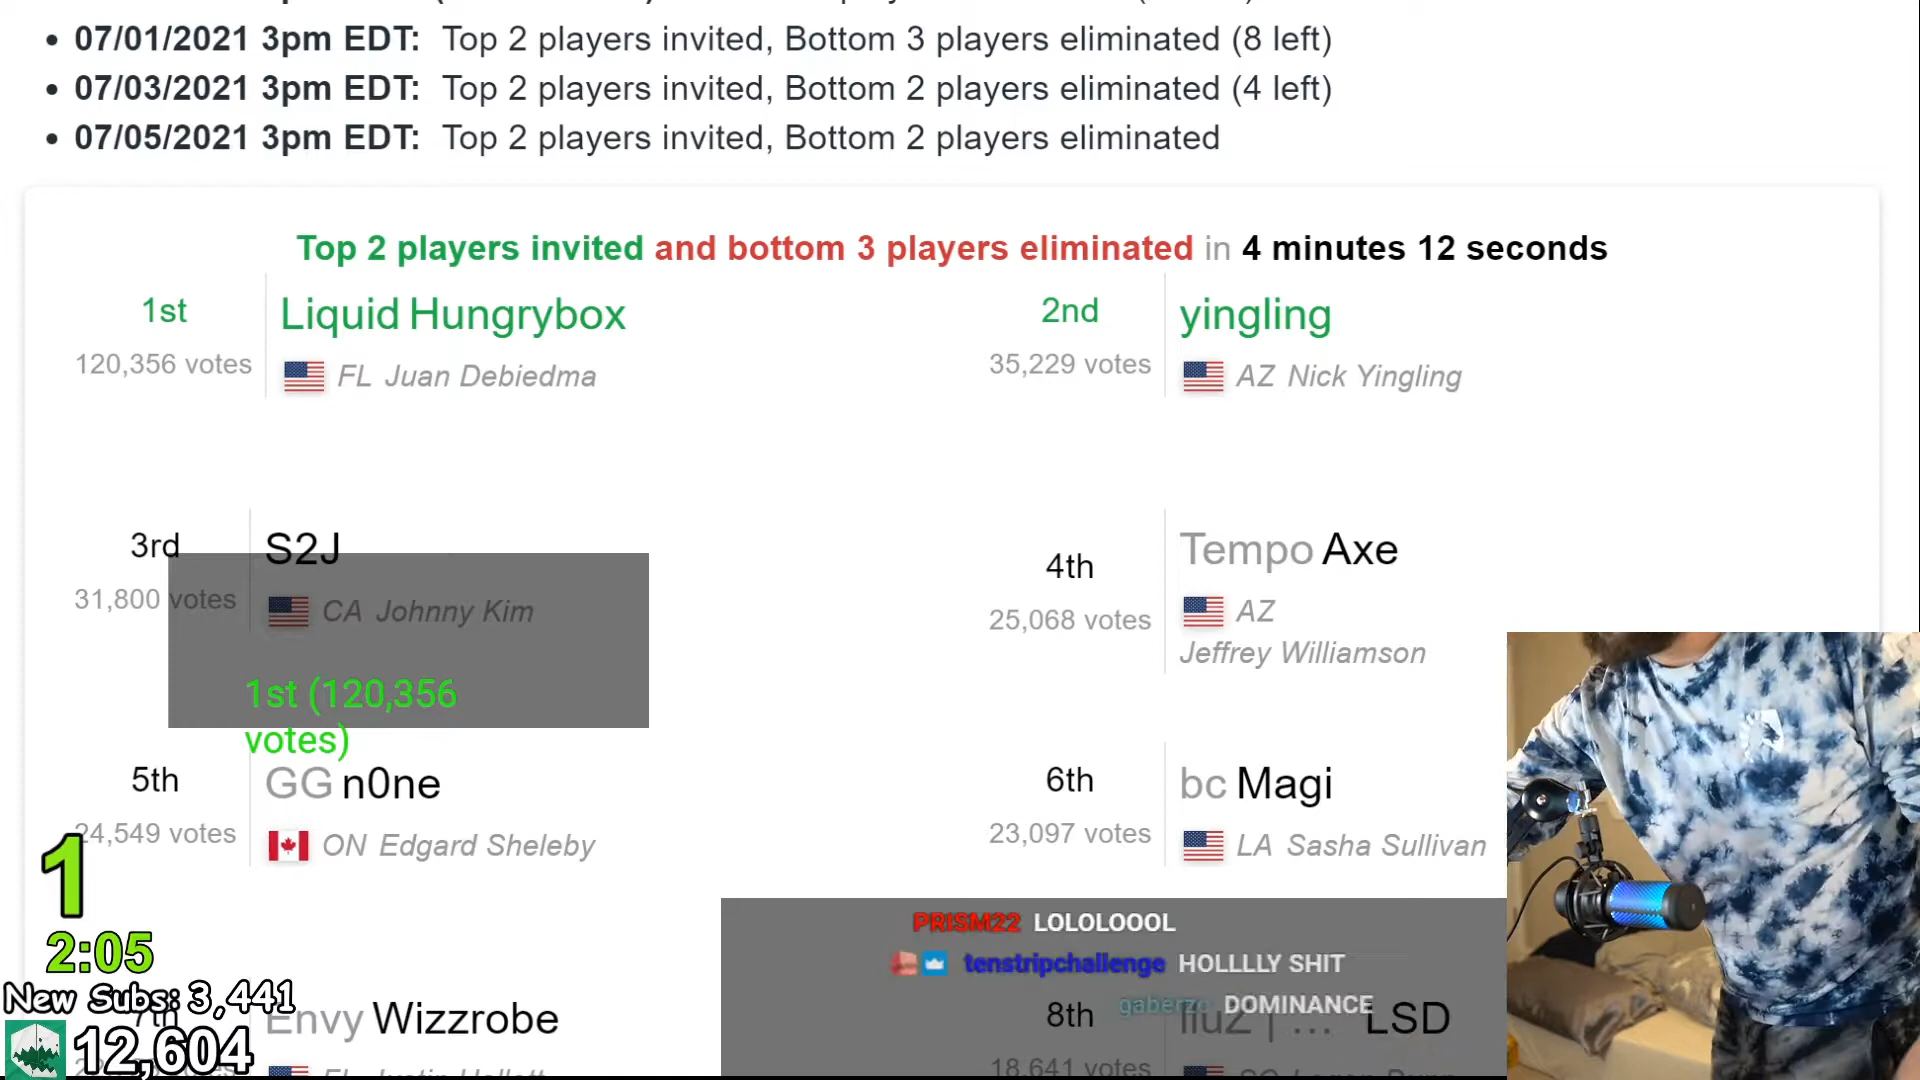 07/01/2021 3pm EDT: Top 2 players invited, Bottom 3 players eliminated (8 left)
07/03/2021 3pm EDT: Top 2 players invited, Bottom 2 players eliminated (4 left)
07/05/2021 3pm EDT: Top 2 players invited, Bottom 2 players eliminated
Top 2 players invited and bottom 3 players eliminated in 4 minutes 12 seconds
1st
120,356 votes
Liquid Hungrybox
FL Juan Debiedma
2nd
35,229 votes
yingling
AZ Nick Yingling
3rd
31,800 votes
S2J
CA Johnny Kim
4th
25,068 votes
Tempo Axe
AZ
Jeffrey Williamson
1st (120,356
votes)
5th
24,549 votes
GG n0ne
ON Edgard Sheleby
6th
23,097 votes
bc Magi
LA Sasha Sullivan
1
2:05
New Subs: 3,441
12,604
7th
Envy Wizzrobe
PRISM22 LOLOLOOOL
tenstripchallenge HOLLLLY SHIT
DOMINANCE
8th
LSD
18,641 votes